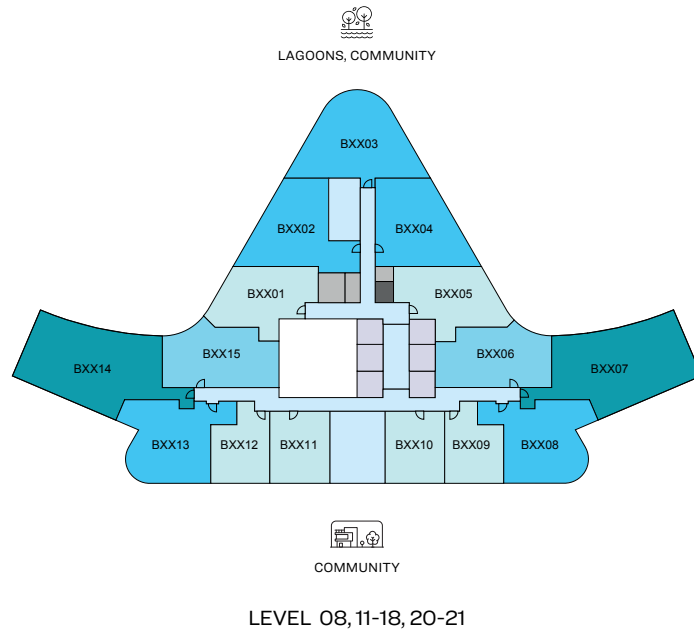 LAGOONS, COMMUNITY
BXX03
BXX02
BXX04
BXX01
BXX05
BXX15
BXX06
BXX14
BXX07
BXX13
BXX12
BXX11
BXX10
BXX09
BXX08
COMMUNITY
LEVEL 08, 11-18, 20-21